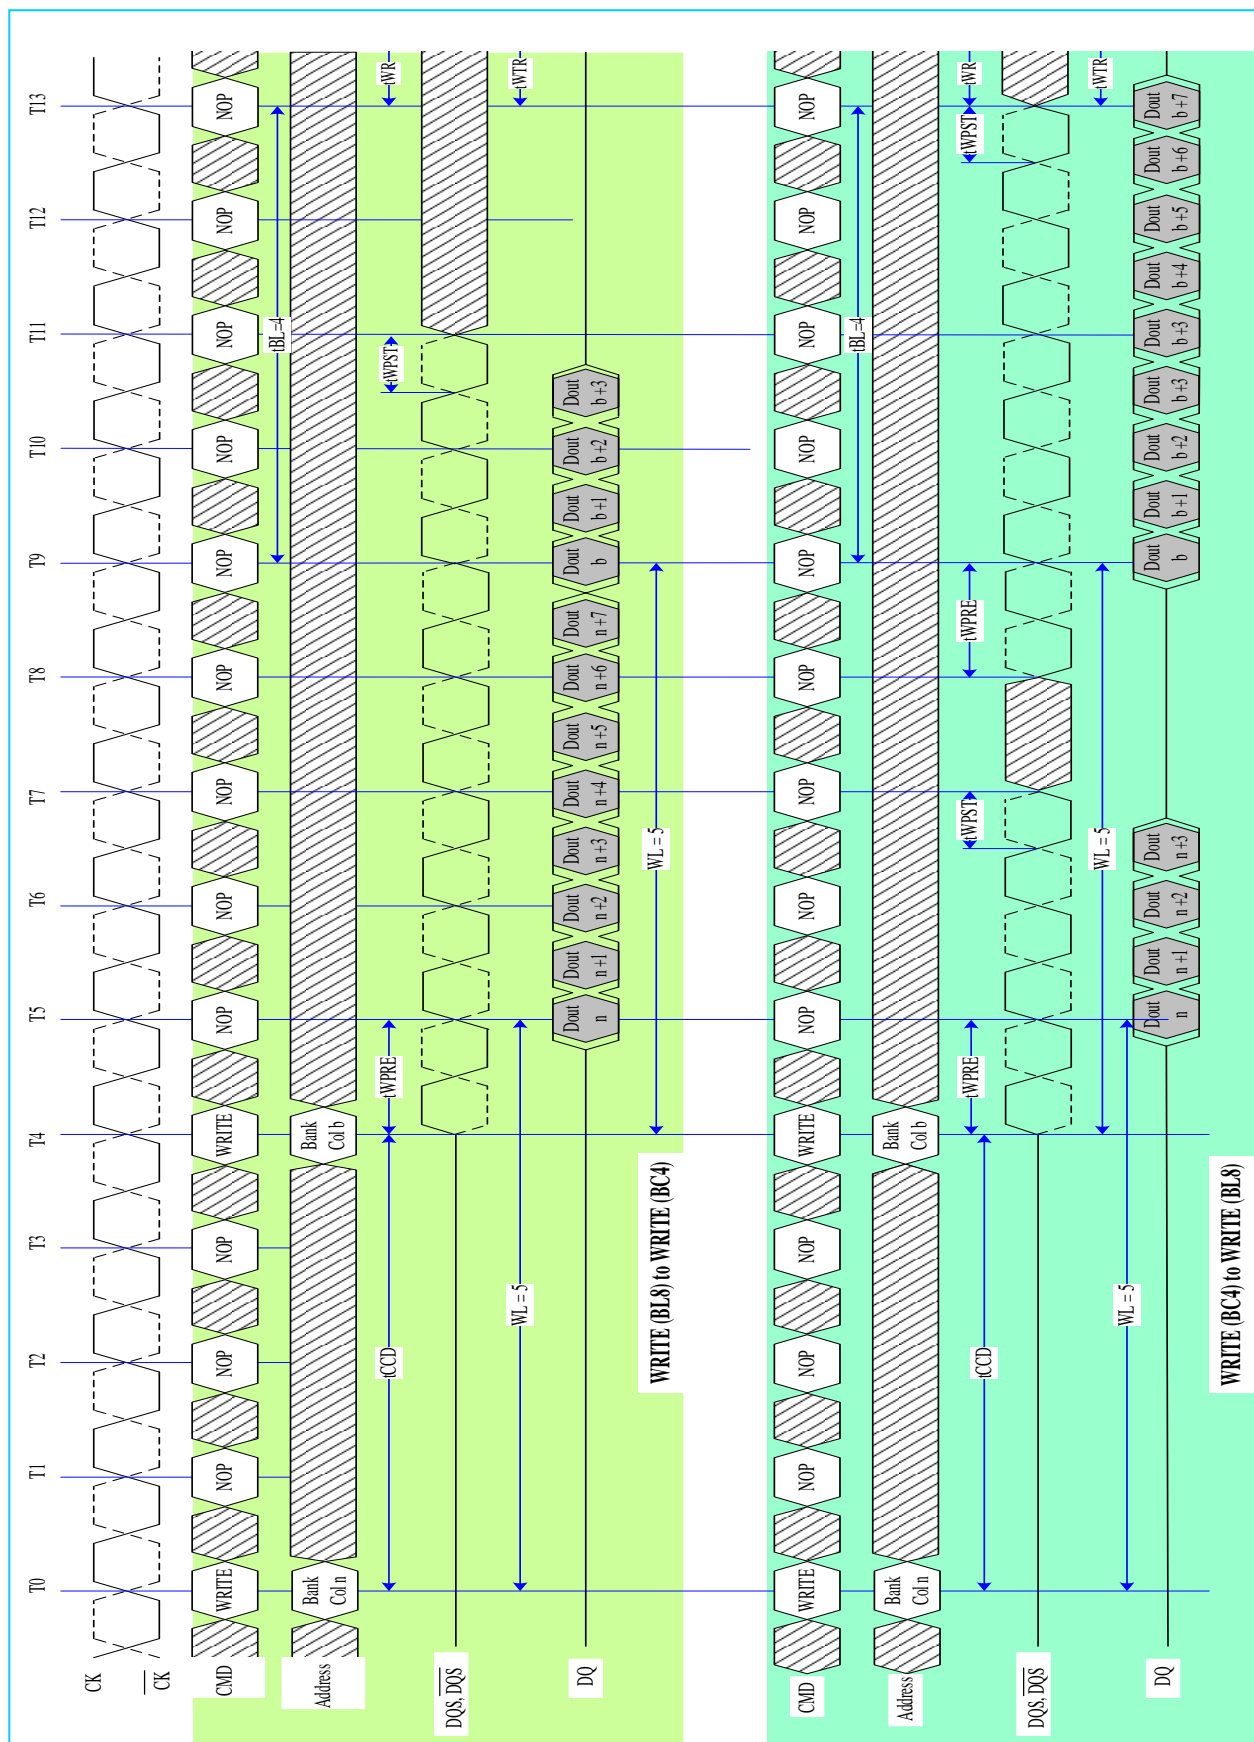 T0 T1 T2 T3 T4 T5 T6 T7 T8 T9 T10 T11 T12 T13
CK
C̅K̅
CMD WRITE NOP NOP NOP WRITE NOP NOP NOP NOP NOP NOP NOP NOP NOP
tBL=4
Address Bank Bank
Col n Col b
tCCD tWPRE tWPST tWR
DQS, D̅Q̅S̅
WL = 5 tWTR
DQ Dout Dout Dout Dout Dout Dout Dout Dout Dout Dout Dout Dout
n n+1 n+2 n+3 n+4 n+5 n+6 n+7 b b+1 b+2 b+3
WL = 5
WRITE (BL8) to WRITE (BC4)
CMD WRITE NOP NOP NOP WRITE NOP NOP NOP NOP NOP NOP NOP NOP NOP
tBL=4
Address Bank Bank
Col n Col b
tCCD tWPRE tWPST tWPRE tWPST tWR
DQS, D̅Q̅S̅
WL = 5 tWTR
WL = 5
DQ Dout Dout Dout Dout Dout Dout Dout Dout Dout Dout Dout Dout Dout
n n+1 n+2 n+3 b b+1 b+2 b+3 b+3 b+4 b+5 b+6 b+7
WRITE (BC4) to WRITE (BL8)